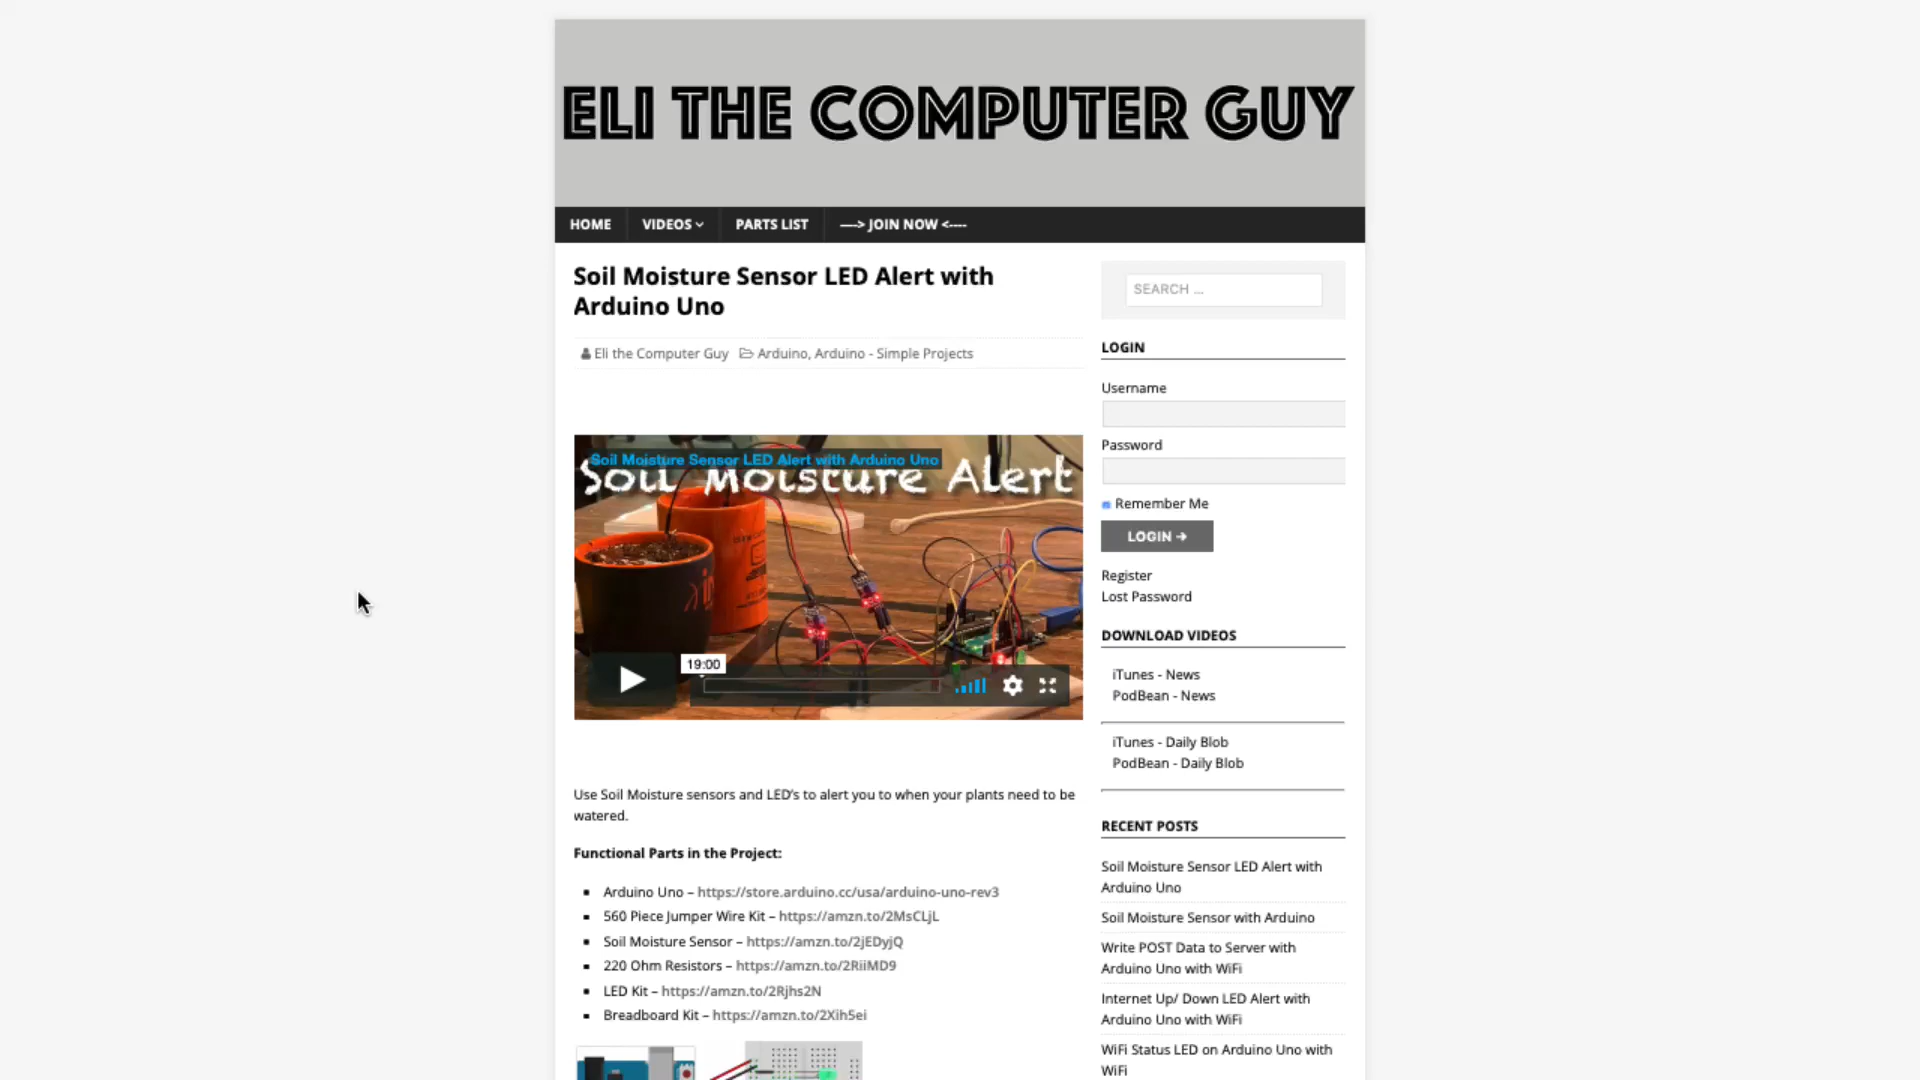 ELI THE COMPUTER GUY
HOME
VIDEOS
PARTS LIST
----> JOIN NOW <----
Soil Moisture Sensor LED Alert with
Arduino Uno
Eli the Computer Guy
Arduino, Arduino - Simple Projects
Soil Moisture Sensor LED Alert with Arduino Uno
Soil Moisture Alert
19:00
Use Soil Moisture sensors and LED's to alert you to when your plants need to be
watered.
Functional Parts in the Project:
Arduino Uno – https://store.arduino.cc/usa/arduino-uno-rev3
560 Piece Jumper Wire Kit – https://amzn.to/2MsCLjL
Soil Moisture Sensor – https://amzn.to/2jEDyjQ
220 Ohm Resistors – https://amzn.to/2RiiMD9
LED Kit – https://amzn.to/2Rjhs2N
Breadboard Kit – https://amzn.to/2Xih5ei
SEARCH …
LOGIN
Username
Password
Remember Me
LOGIN →
Register
Lost Password
DOWNLOAD VIDEOS
iTunes - News
PodBean - News
iTunes - Daily Blob
PodBean - Daily Blob
RECENT POSTS
Soil Moisture Sensor LED Alert with
Arduino Uno
Soil Moisture Sensor with Arduino
Write POST Data to Server with
Arduino Uno with WiFi
Internet Up/ Down LED Alert with
Arduino Uno with WiFi
WiFi Status LED on Arduino Uno with
WiFi